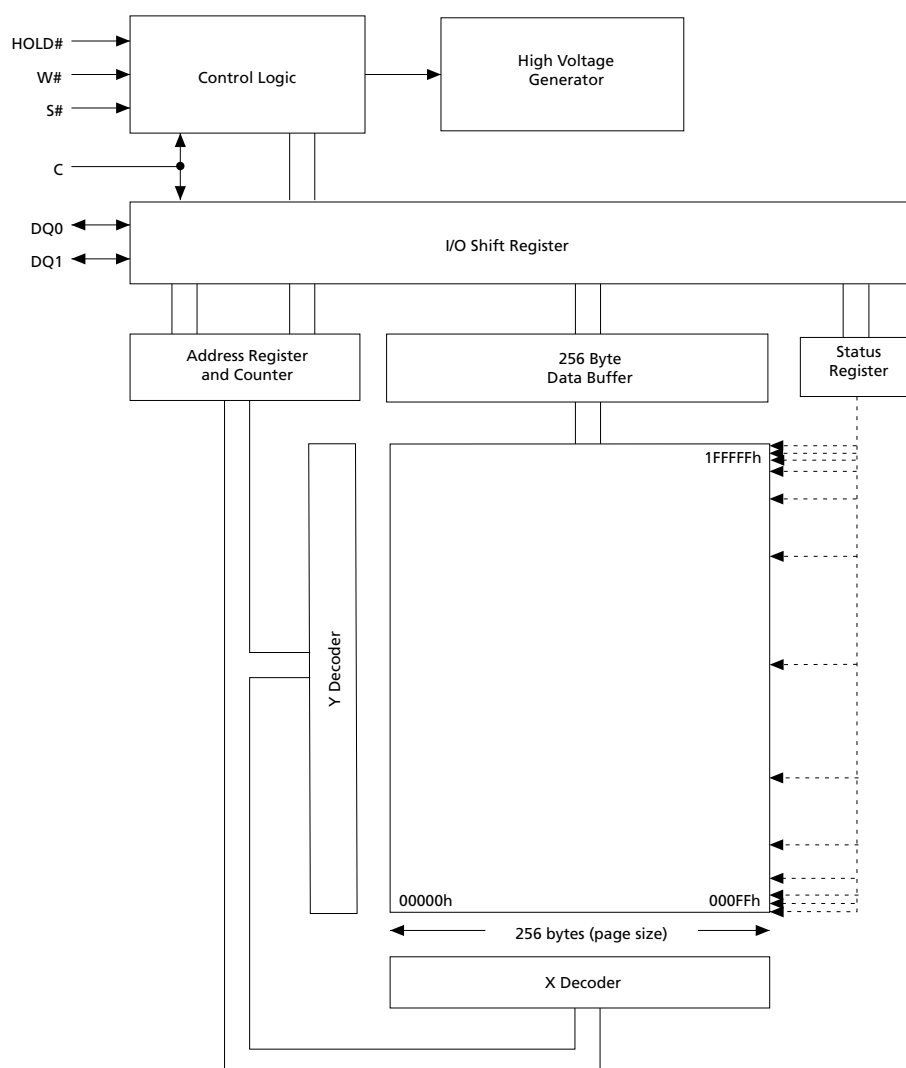 HOLD#
W#
S#
Control Logic
High Voltage
Generator
C
DQ0
DQ1
I/O Shift Register
Address Register
and Counter
256 Byte
Data Buffer
Status
Register
1FFFFFh
Y Decoder
00000h
000FFh
256 bytes (page size)
X Decoder